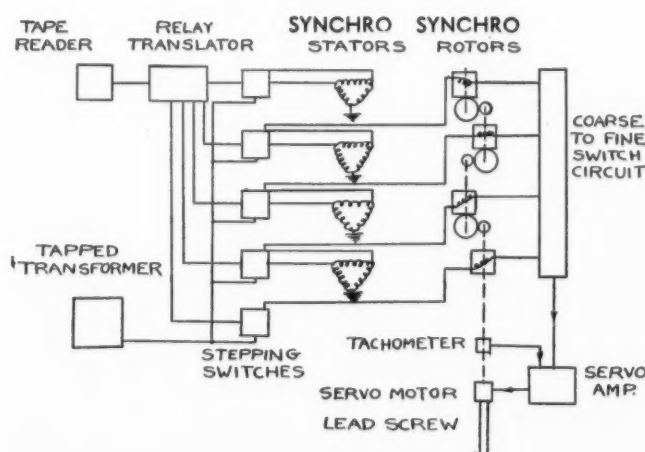 TAPE
READER
RELAY
TRANSLATOR
SYNCHRO
STATORS
SYNCHRO
ROTORS
COARSE
TO FINE
SWITCH
CIRCUIT
TAPPED
TRANSFORMER
STEPPING
SWITCHES
TACHOMETER
SERVO MOTOR
LEAD SCREW
SERVO
AMP.